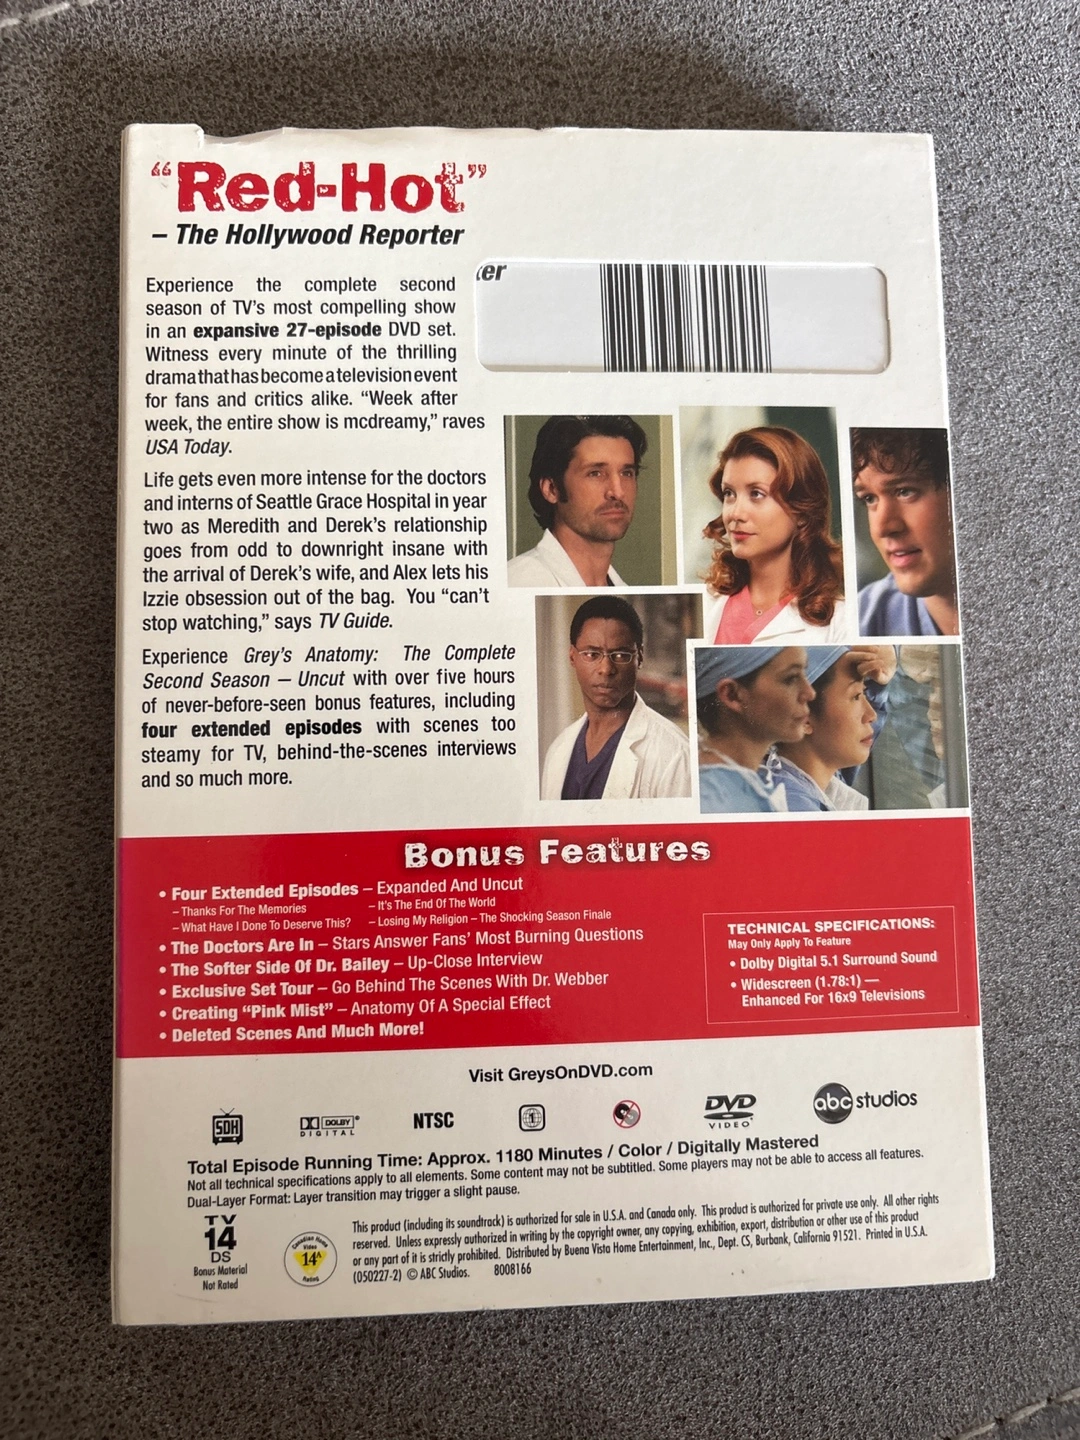 “Red-Hot”
– The Hollywood Reporter
er
Experience the complete second
season of TV's most compelling show
in an expansive 27-episode DVD set.
Witness every minute of the thrilling
drama that has become a television event
for fans and critics alike. “Week after
week, the entire show is mcdreamy,” raves
USA Today.
Life gets even more intense for the doctors
and interns of Seattle Grace Hospital in year
two as Meredith and Derek's relationship
goes from odd to downright insane with
the arrival of Derek's wife, and Alex lets his
Izzie obsession out of the bag. You “can't
stop watching,” says TV Guide.
Experience Grey's Anatomy: The Complete
Second Season – Uncut with over five hours
of never-before-seen bonus features, including
four extended episodes with scenes too
steamy for TV, behind-the-scenes interviews
and so much more.
Bonus Features
• Four Extended Episodes – Expanded And Uncut
– Thanks For The Memories
– It's The End Of The World
– What Have I Done To Deserve This?
– Losing My Religion – The Shocking Season Finale
• The Doctors Are In – Stars Answer Fans' Most Burning Questions
• The Softer Side Of Dr. Bailey – Up-Close Interview
• Exclusive Set Tour – Go Behind The Scenes With Dr. Webber
• Creating “Pink Mist” – Anatomy Of A Special Effect
• Deleted Scenes And Much More!
TECHNICAL SPECIFICATIONS:
May Only Apply To Feature
• Dolby Digital 5.1 Surround Sound
• Widescreen (1.78:1) —
Enhanced For 16x9 Televisions
Visit GreysOnDVD.com
SDH
DOLBY
DIGITAL
NTSC
1
DVD
VIDEO
abc studios
Total Episode Running Time: Approx. 1180 Minutes / Color / Digitally Mastered
Not all technical specifications apply to all elements. Some content may not be subtitled. Some players may not be able to access all features.
Dual-Layer Format: Layer transition may trigger a slight pause.
TV
14
DS
Bonus Material
Not Rated
Canadian Home
Video
14A
Rating
This product (including its soundtrack) is authorized for sale in U.S.A. and Canada only. This product is authorized for private use only. All other rights
reserved. Unless expressly authorized in writing by the copyright owner, any copying, exhibition, export, distribution or other use of this product
or any part of it is strictly prohibited. Distributed by Buena Vista Home Entertainment, Inc., Dept. CS, Burbank, California 91521. Printed in U.S.A.
(050227-2) © ABC Studios. 8008166